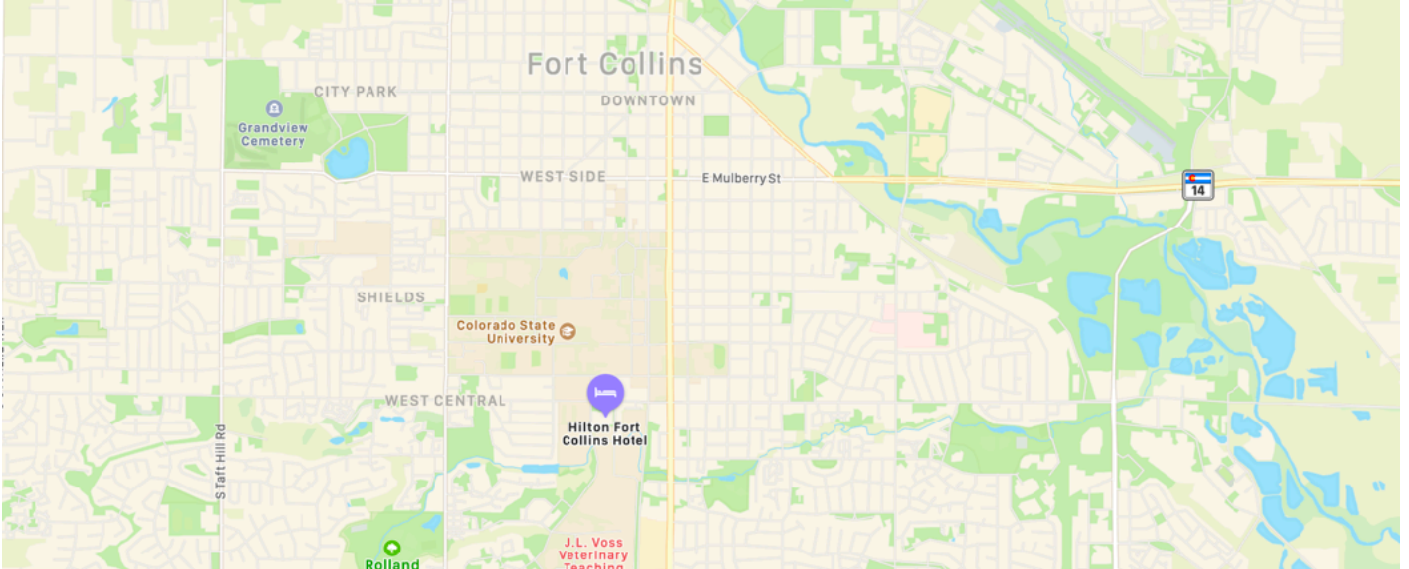 Fort Collins
CITY PARK
DOWNTOWN
Grandview
Cemetery
WEST SIDE
E Mulberry St
14
SHIELDS
Colorado State
University
WEST CENTRAL
Hilton Fort
Collins Hotel
S Taft Hill Rd
J.L. Voss
Veterinary
Teaching
Rolland